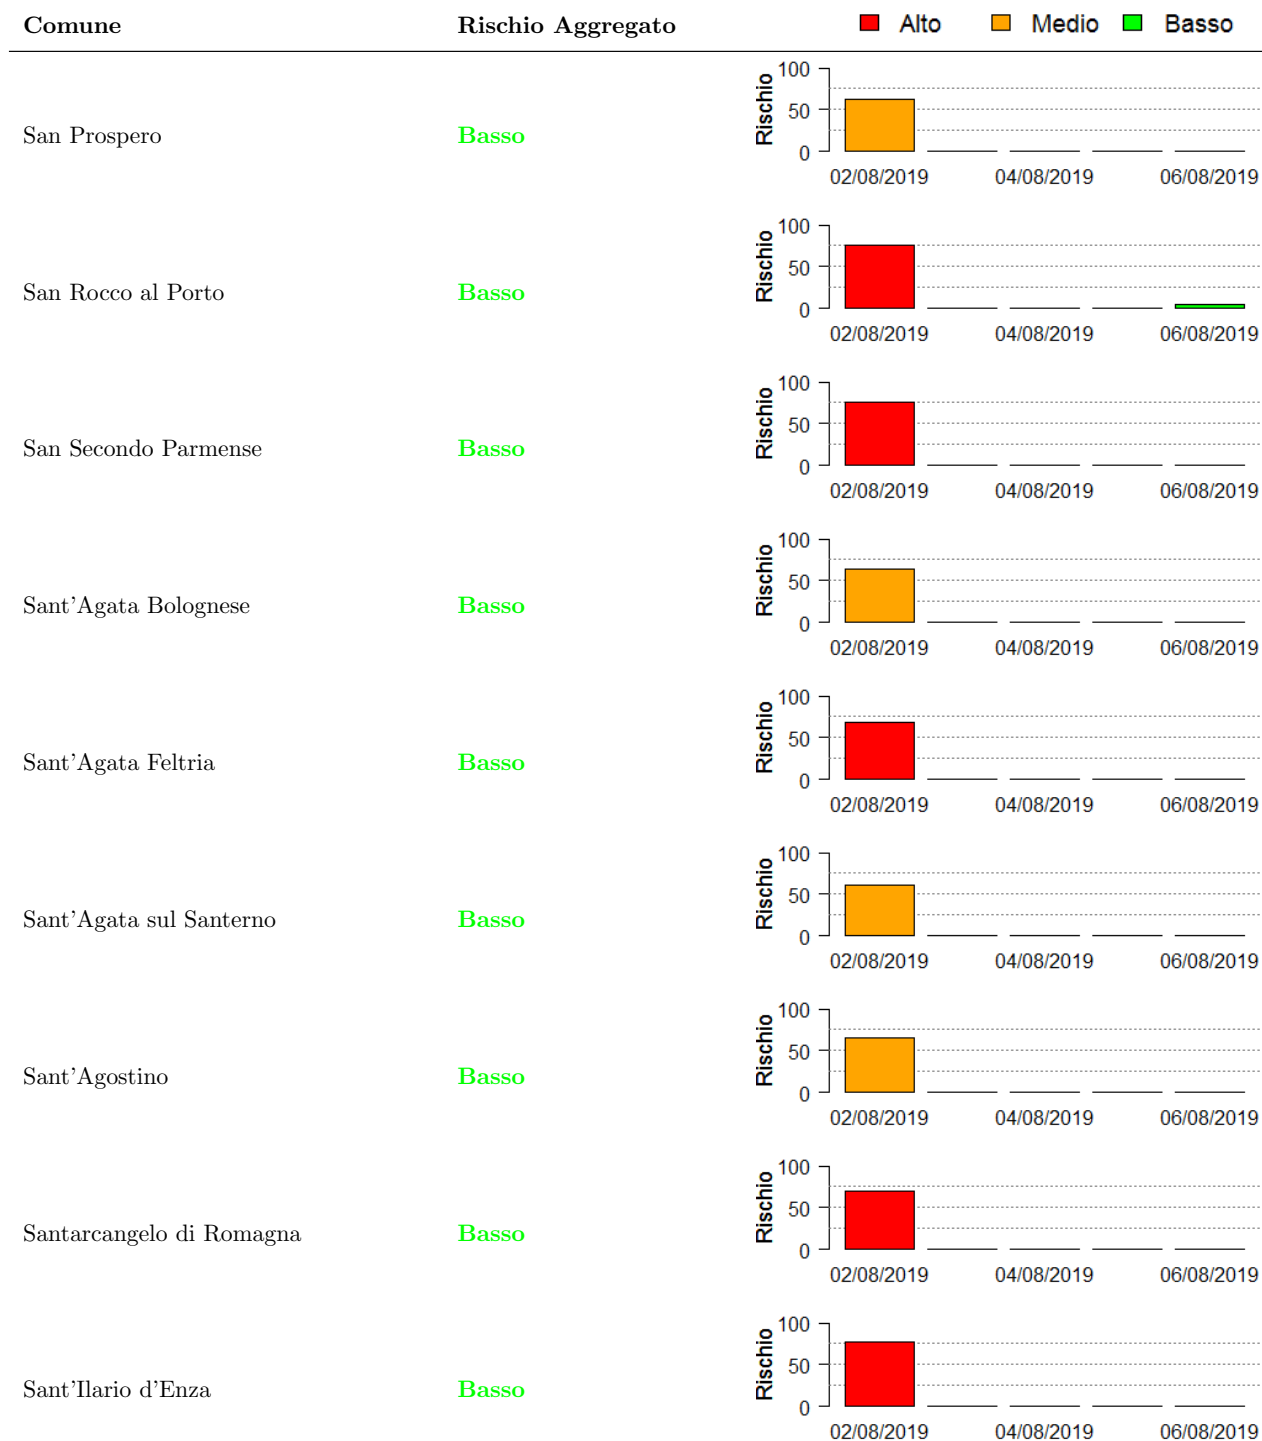 Comune Rischio Aggregato Alto Medio Basso
San Prospero Basso
Rischio
100
50
0
02/08/2019 04/08/2019 06/08/2019
San Rocco al Porto Basso
Rischio
100
50
0
02/08/2019 04/08/2019 06/08/2019
San Secondo Parmense Basso
Rischio
100
50
0
02/08/2019 04/08/2019 06/08/2019
Sant'Agata Bolognese Basso
Rischio
100
50
0
02/08/2019 04/08/2019 06/08/2019
Sant'Agata Feltria Basso
Rischio
100
50
0
02/08/2019 04/08/2019 06/08/2019
Sant'Agata sul Santerno Basso
Rischio
100
50
0
02/08/2019 04/08/2019 06/08/2019
Sant'Agostino Basso
Rischio
100
50
0
02/08/2019 04/08/2019 06/08/2019
Santarcangelo di Romagna Basso
Rischio
100
50
0
02/08/2019 04/08/2019 06/08/2019
Sant'Ilario d'Enza Basso
Rischio
100
50
0
02/08/2019 04/08/2019 06/08/2019